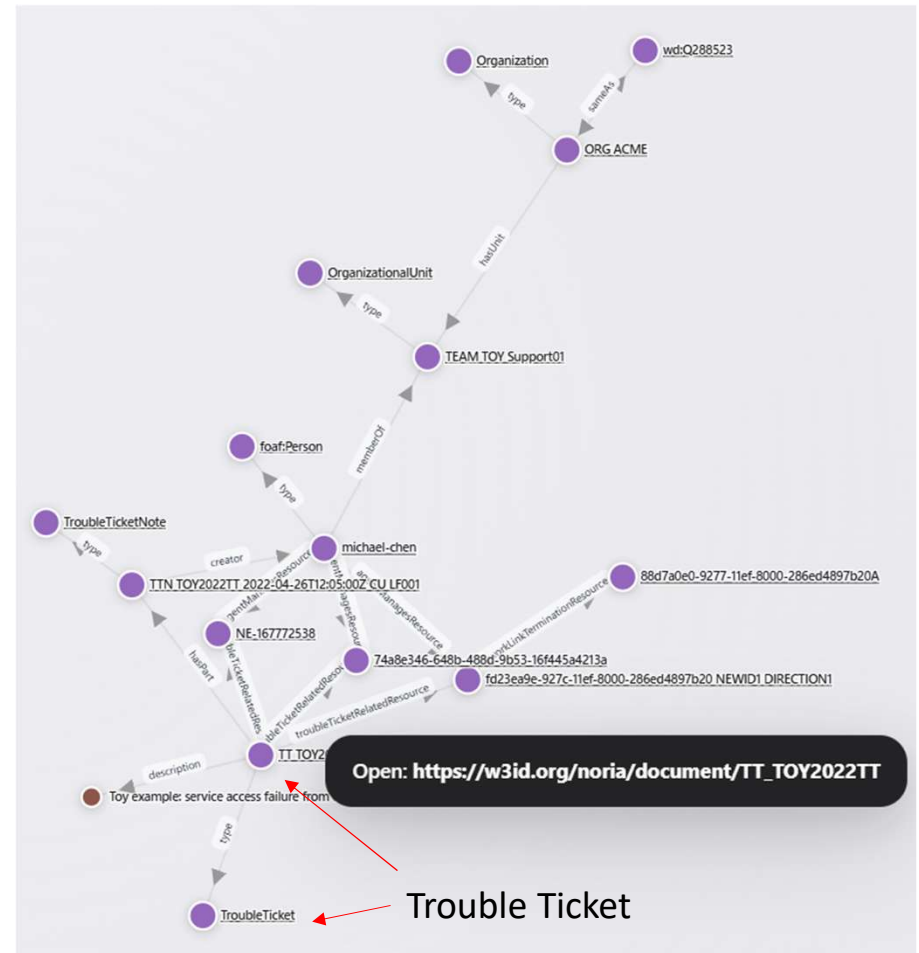 wd:Q288523
Organization
type
sameAs
ORG ACME
hasUnit
OrganizationalUnit
type
TEAM TOY Support01
memberOf
foaf:Person
type
TroubleTicketNote
type
creator
michael-chen
TTN TOY2022TT 2022-04-26T12:05:00Z CU LF001
88d7a0e0-9277-11ef-8000-286ed4897b20A
NE-167772538
hasPart
74a8e346-648b-488d-9b53-16f445a4213a
fd23ea9e-927c-11ef-8000-286ed4897b20 NEWID1 DIRECTION1
troubleTicketRelatedResource
TT TOY2
Open: https://w3id.org/noria/document/TT_TOY2022TT
description
Toy example: service access failure from
type
Trouble Ticket
TroubleTicket